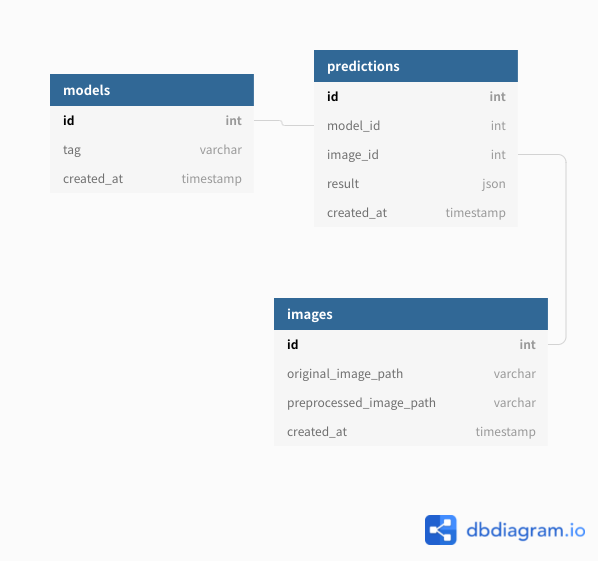 models
id int
tag varchar
created_at timestamp
predictions
id int
model_id int
image_id int
result json
created_at timestamp
images
id int
original_image_path varchar
preprocessed_image_path varchar
created_at timestamp
dbdiagram.io